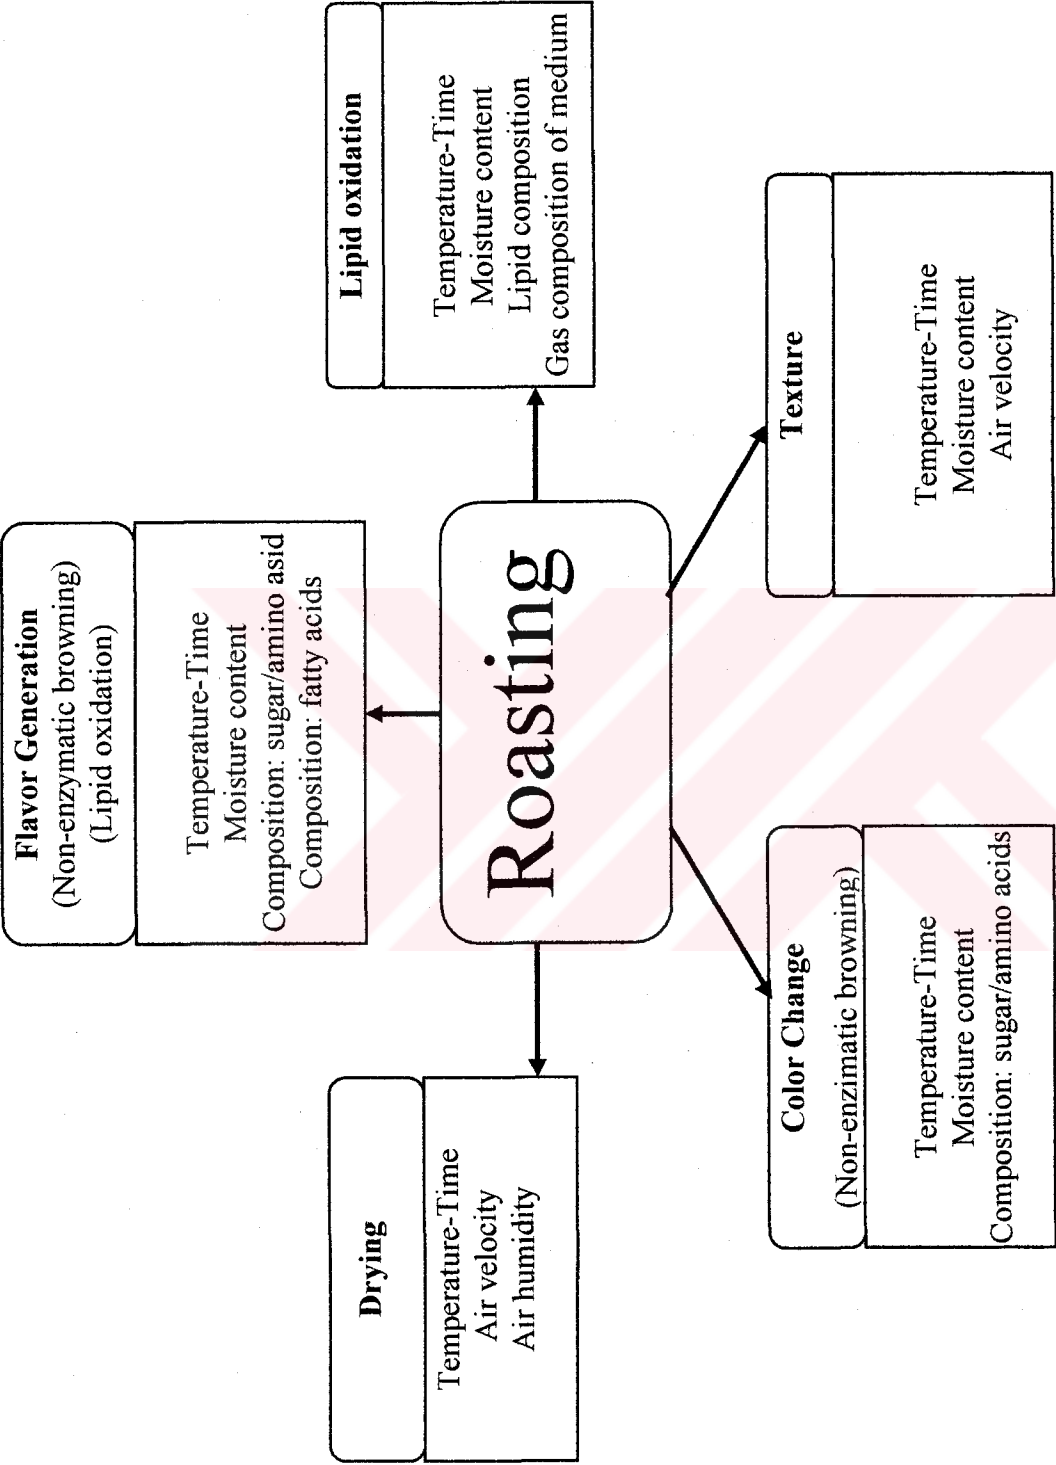 Flavor Generation
(Non-enzymatic browning)
(Lipid oxidation)
Temperature-Time
Moisture content
Composition: sugar/amino asid
Composition: fatty acids
Drying
Temperature-Time
Air velocity
Air humidity
Roasting
Lipid oxidation
Temperature-Time
Moisture content
Lipid composition
Gas composition of medium
Color Change
(Non-enzimatic browning)
Temperature-Time
Moisture content
Composition: sugar/amino acids
Texture
Temperature-Time
Moisture content
Air velocity